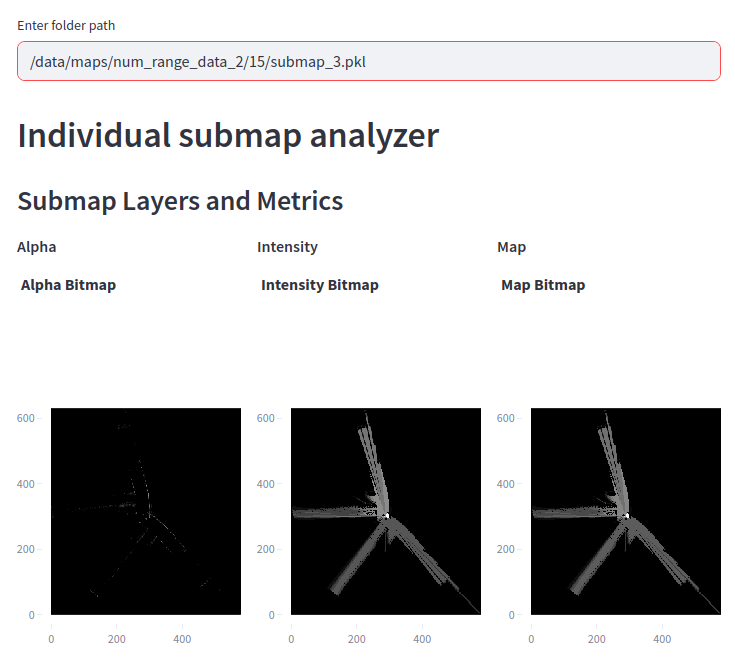 Enter folder path
/data/maps/num_range_data_2/15/submap_3.pkl
Individual submap analyzer
Submap Layers and Metrics
Alpha Intensity Map
Alpha Bitmap Intensity Bitmap Map Bitmap
600 600 600
400 400 400
200 200 200
0 0 0
0 200 400 0 200 400 0 200 400